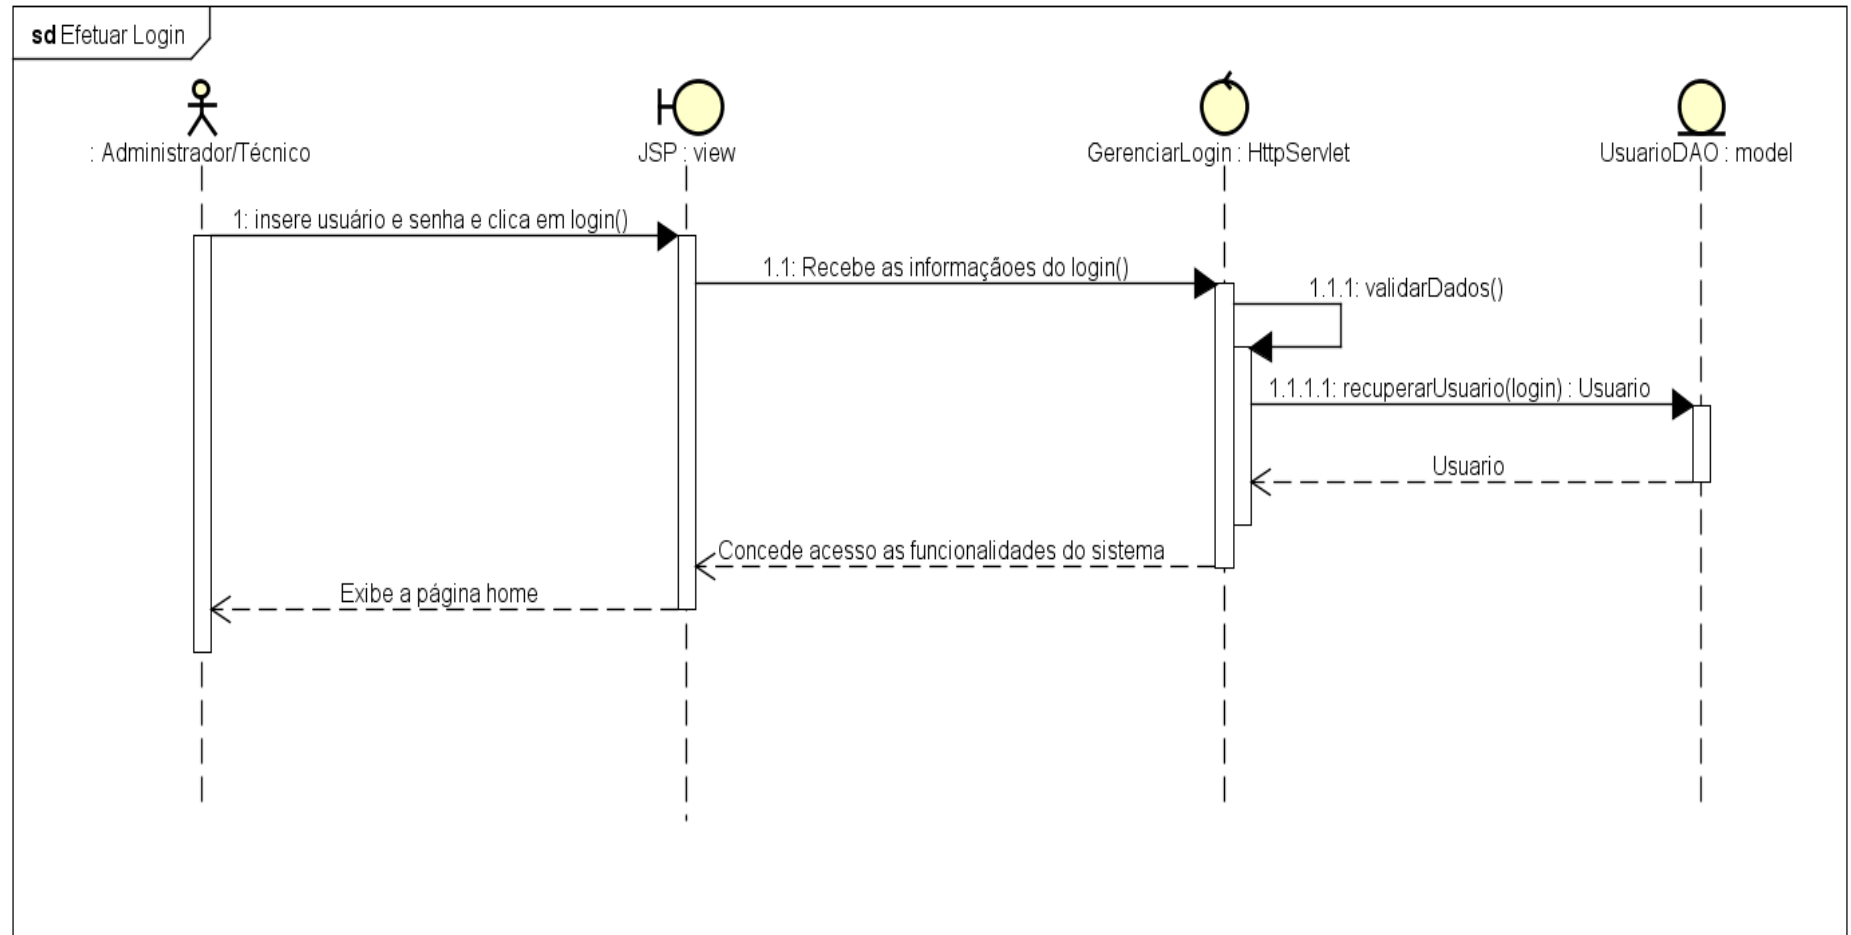 sd Efetuar Login
: Administrador/Técnico
JSP : view
GerenciarLogin : HttpServlet
UsuarioDAO : model
1: insere usuário e senha e clica em login()
1.1: Recebe as informaçãoes do login()
1.1.1: validarDados()
1.1.1.1: recuperarUsuario(login) : Usuario
Usuario
Concede acesso as funcionalidades do sistema
Exibe a página home